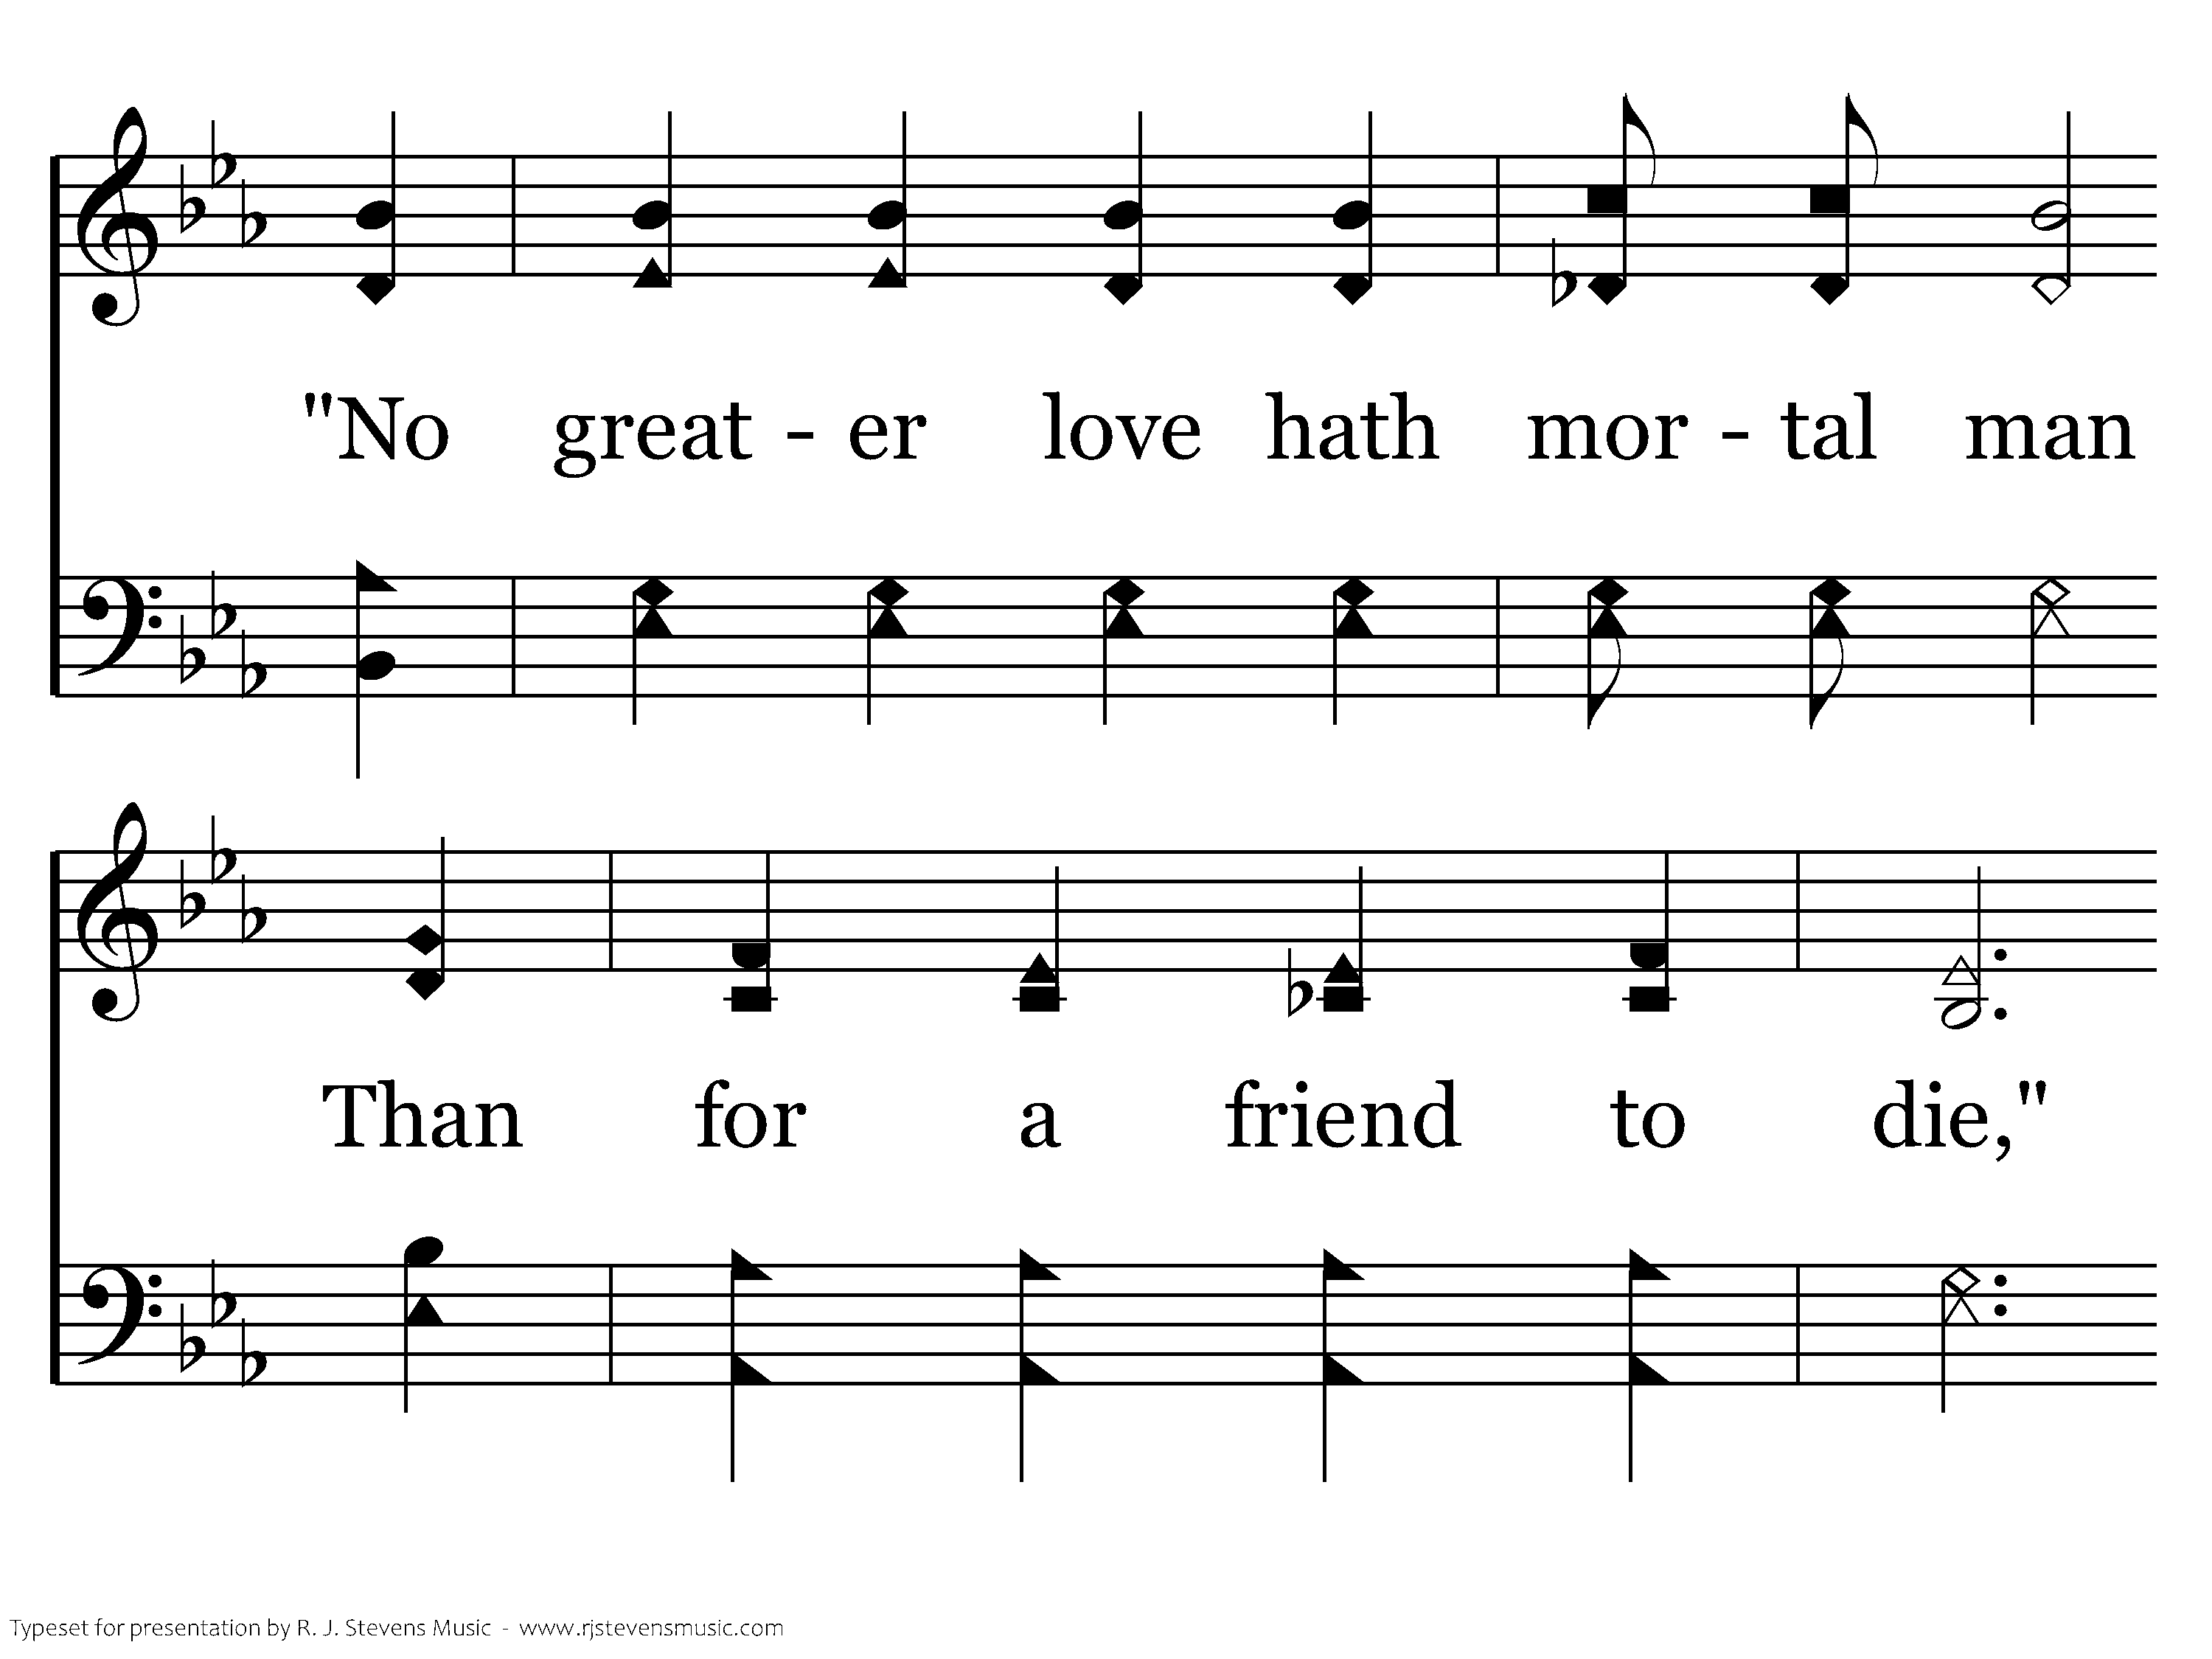 "No great - er love hath mor - tal man
Than for a friend to die,"
Typeset for presentation by R. J. Stevens Music - www.rjstevensmusic.com